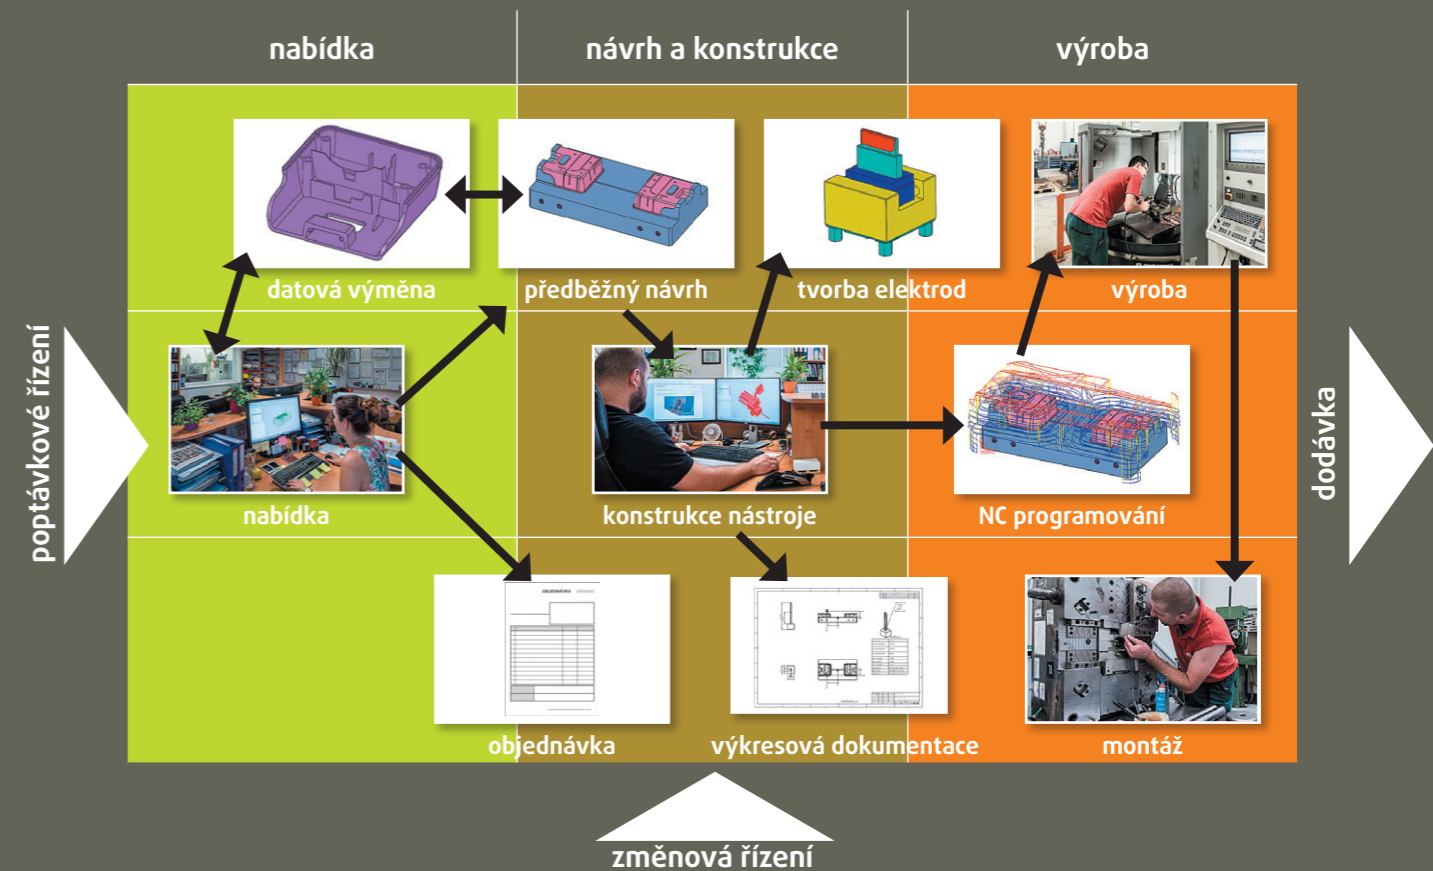 nabídka
návrh a konstrukce
výroba
datová výměna
předběžný návrh
tvorba elektrod
výroba
poptávkové řízení
dodávka
nabídka
konstrukce nástroje
NC programování
OBJEDNÁVKA
objednávka
výkresová dokumentace
montáž
změnová řízení